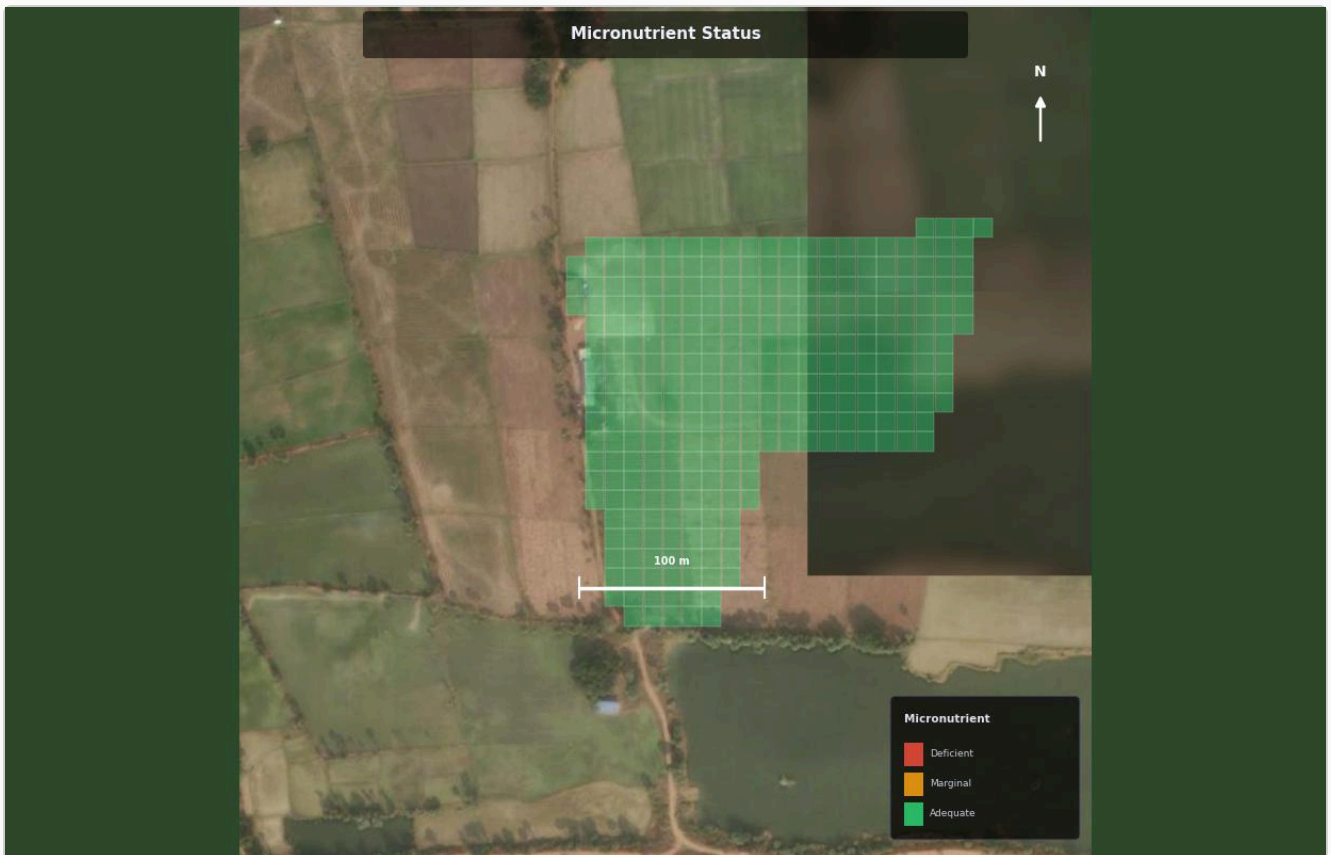 Micronutrient Status
N
100 m
Micronutrient
Deficient
Marginal
Adequate